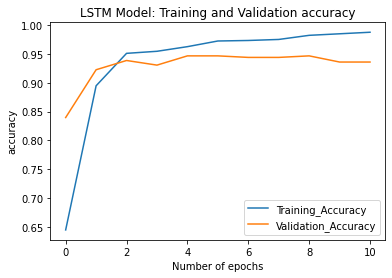 LSTM Model: Training and Validation accuracy
1.00
0.95
0.90
0.85
0.80
0.75
0.70
0.65
accuracy
0 2 4 6 8 10
Number of epochs
Training_Accuracy
Validation_Accuracy